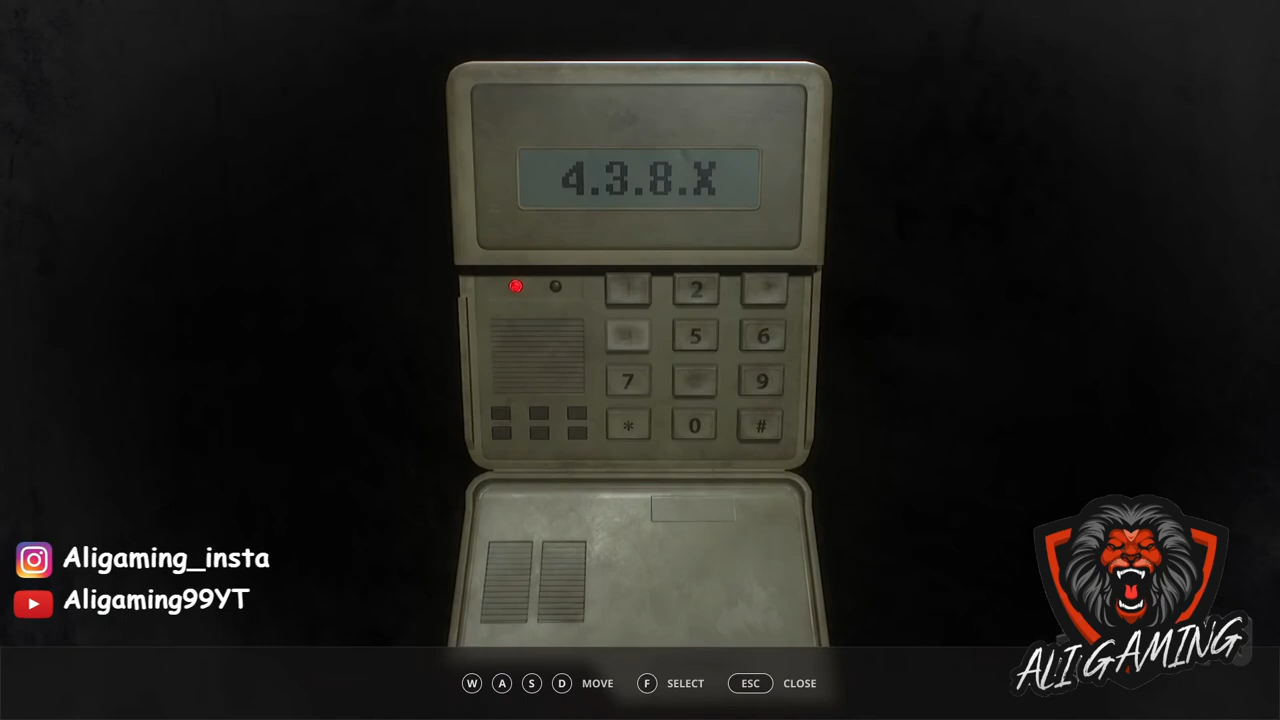 4.3.8.X
2
5 6
7 9
* 0 #
Aligaming_insta
Aligaming99YT
ALI GAMING
W A S D MOVE F SELECT ESC CLOSE